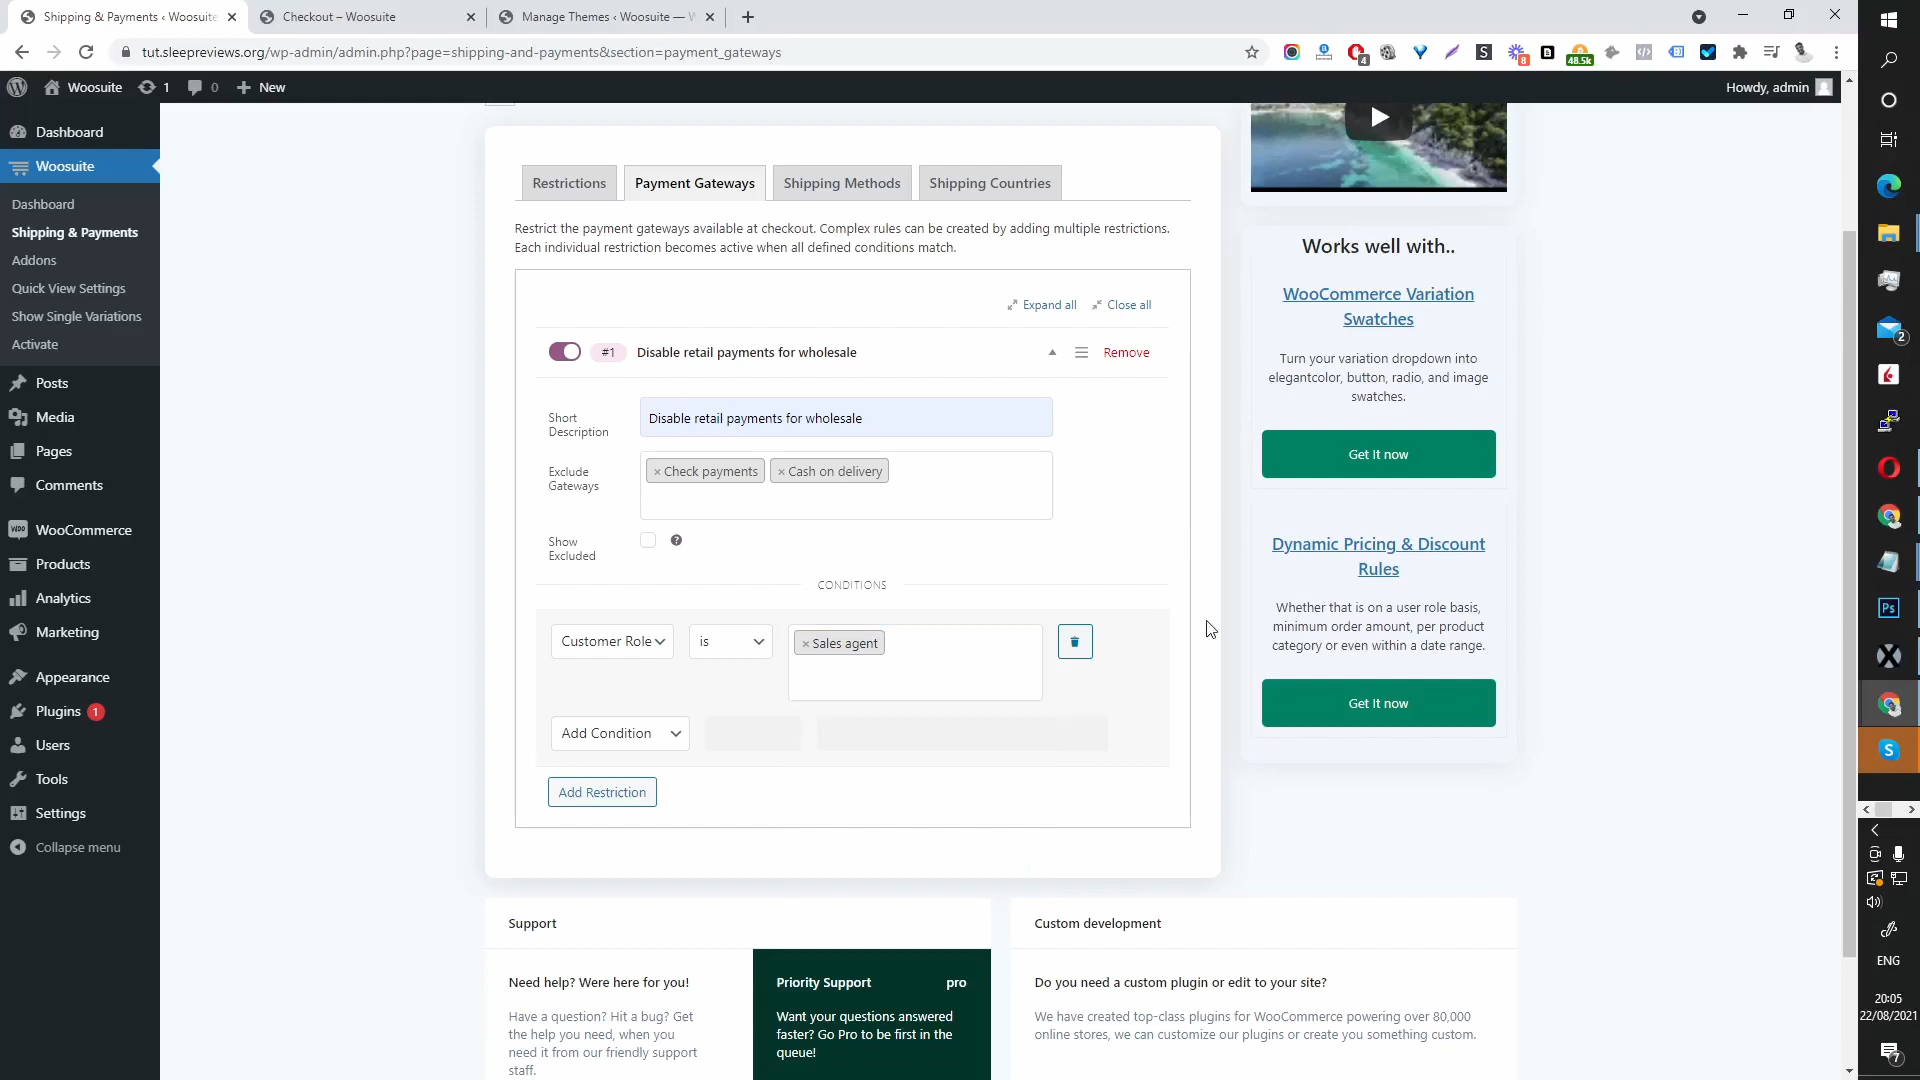 Shipping & Payments ‹ Woosuite
Checkout – Woosuite
Manage Themes ‹ Woosuite —
tut.sleepreviews.org/wp-admin/admin.php?page=shipping-and-payments&section=payment_gateways
4
8
48.5k
Woosuite
1
0
New
Howdy, admin
Dashboard
Woosuite
Dashboard
Shipping & Payments
Addons
Quick View Settings
Show Single Variations
Activate
Posts
Media
Pages
Comments
WooCommerce
Products
Analytics
Marketing
Appearance
Plugins 1
Users
Tools
Settings
Collapse menu
Restrictions
Payment Gateways
Shipping Methods
Shipping Countries
Restrict the payment gateways available at checkout. Complex rules can be created by adding multiple restrictions.
Each individual restriction becomes active when all defined conditions match.
Expand all
Close all
#1
Disable retail payments for wholesale
Remove
Short
Description
Disable retail payments for wholesale
Exclude
Gateways
× Check payments
× Cash on delivery
Show
Excluded
?
CONDITIONS
Customer Role
is
× Sales agent
Add Condition
Add Restriction
Works well with..
WooCommerce Variation
Swatches
Turn your variation dropdown into
elegantcolor, button, radio, and image
swatches.
Get It now
Dynamic Pricing & Discount
Rules
Whether that is on a user role basis,
minimum order amount, per product
category or even within a date range.
Get It now
Support
Need help? Were here for you!
Have a question? Hit a bug? Get
the help you need, when you
need it from our friendly support
staff.
Priority Support
pro
Want your questions answered
faster? Go Pro to be first in the
queue!
Custom development
Do you need a custom plugin or edit to your site?
We have created top-class plugins for WooCommerce powering over 80,000
online stores, we can customize our plugins or create you something custom.
2
Ps
S
ENG
20:05
22/08/2021
7